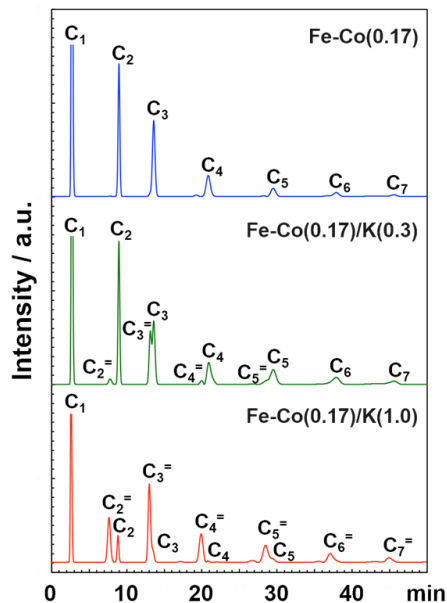 Fe-Co(0.17)
C₁
C₂
C₃
C₄
C₅
C₆
C₇
Fe-Co(0.17)/K(0.3)
C₁
C₂⁼
C₂
C₃⁼
C₃
C₄⁼
C₄
C₅⁼
C₅
C₆
C₇
Fe-Co(0.17)/K(1.0)
C₁
C₂⁼
C₂
C₃⁼
C₃
C₄⁼
C₄
C₅⁼
C₅
C₆⁼
C₇⁼
Intensity / a.u.
0 10 20 30 40 min